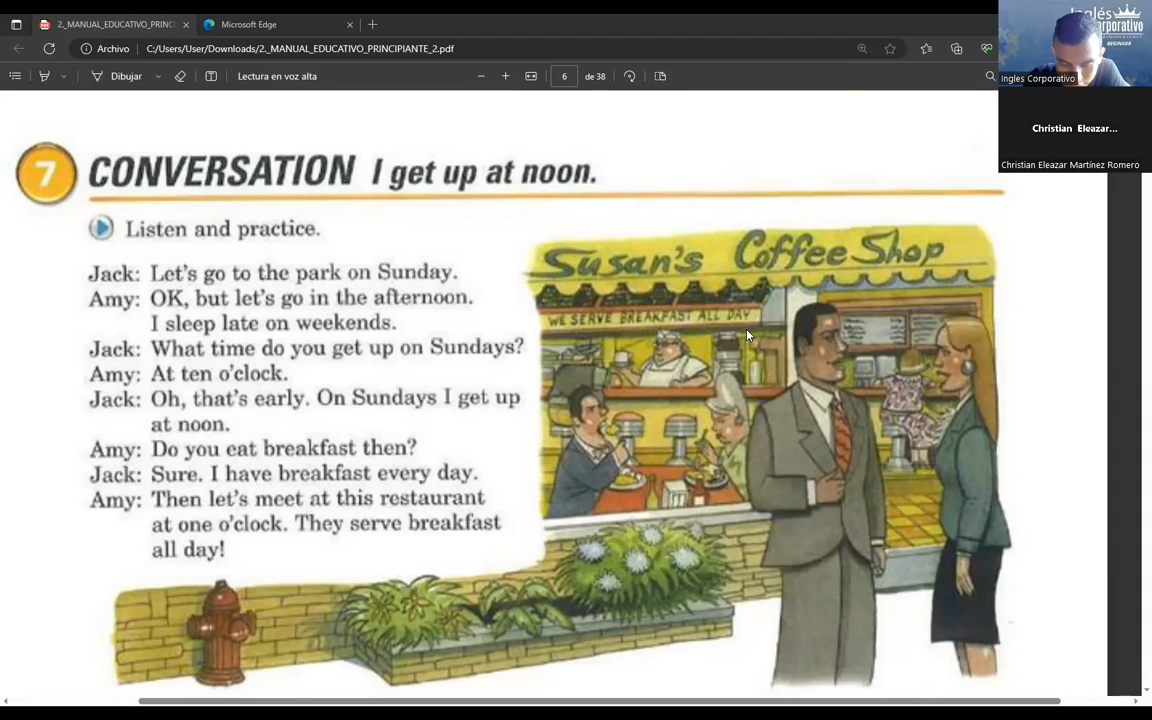 2._MANUAL_EDUCATIVO_PRINC
Microsoft Edge
Archivo
C:/Users/User/Downloads/2._MANUAL_EDUCATIVO_PRINCIPIANTE_2.pdf
Dibujar
Lectura en voz alta
6
de 38
Inglés
Corporativo
BEGINNER
Ingles Corporativo
Christian Eleazar...
Christian Eleazar Martínez Romero
7
CONVERSATION I get up at noon.
Listen and practice.
Jack: Let's go to the park on Sunday.
Amy: OK, but let's go in the afternoon.
I sleep late on weekends.
Jack: What time do you get up on Sundays?
Amy: At ten o'clock.
Jack: Oh, that's early. On Sundays I get up
at noon.
Amy: Do you eat breakfast then?
Jack: Sure. I have breakfast every day.
Amy: Then let's meet at this restaurant
at one o'clock. They serve breakfast
all day!
Susan's Coffee Shop
WE SERVE BREAKFAST ALL DAY